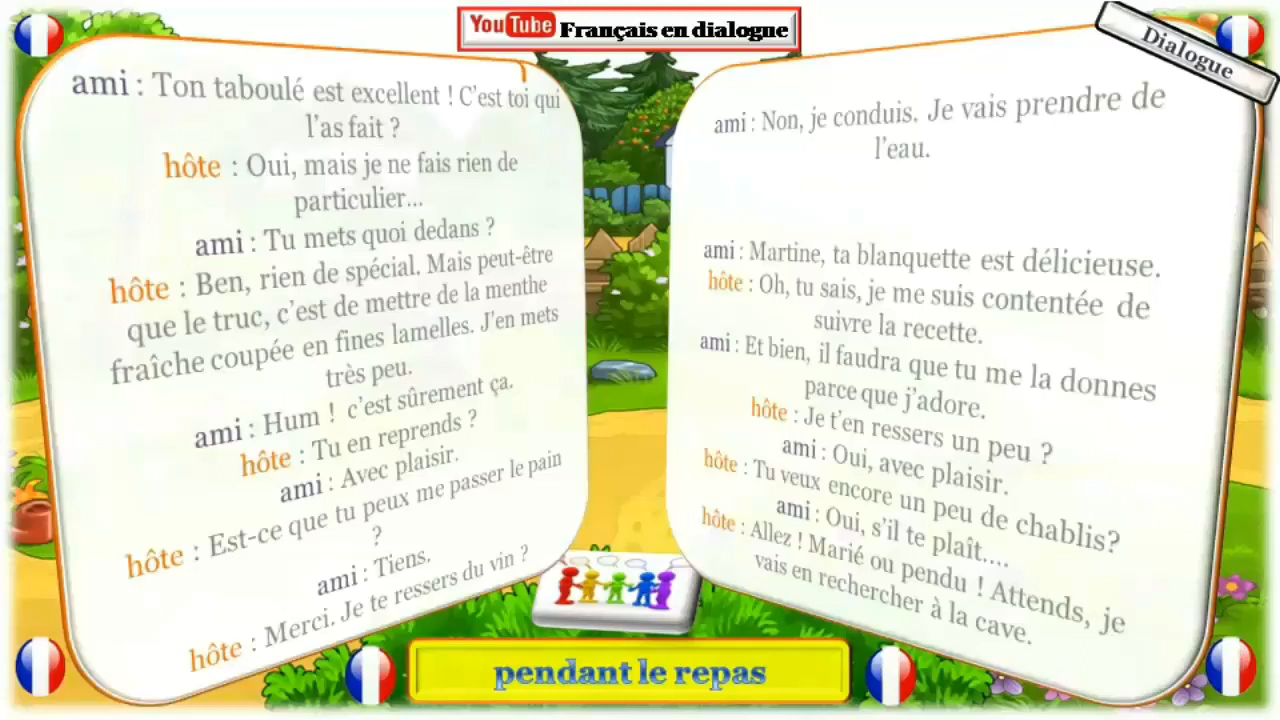 YouTube Français en dialogue
Dialogue
ami : Ton taboulé est excellent ! C'est toi qui
l'as fait ?
hôte : Oui, mais je ne fais rien de
particulier...
ami : Tu mets quoi dedans ?
hôte : Ben, rien de spécial. Mais peut-être
que le truc, c'est de mettre de la menthe
fraîche coupée en fines lamelles. J'en mets
très peu.
ami : Hum ! c'est sûrement ça.
hôte : Tu en reprends ?
ami : Avec plaisir.
hôte : Est-ce que tu peux me passer le pain
?
ami : Tiens.
hôte : Merci. Je te ressers du vin ?
ami : Non, je conduis. Je vais prendre de
l'eau.
ami : Martine, ta blanquette est délicieuse.
hôte : Oh, tu sais, je me suis contentée de
suivre la recette.
ami : Et bien, il faudra que tu me la donnes
parce que j'adore.
hôte : Je t'en ressers un peu ?
ami : Oui, avec plaisir.
hôte : Tu veux encore un peu de chablis?
ami : Oui, s'il te plaît....
hôte : Allez ! Marié ou pendu ! Attends, je
vais en rechercher à la cave.
pendant le repas